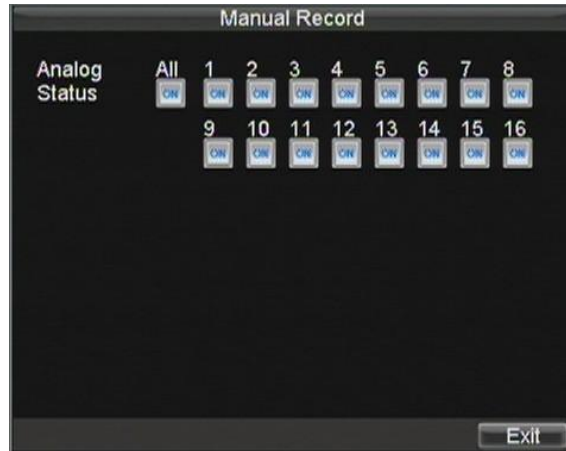 Manual Record
Analog All 1 2 3 4 5 6 7 8
Status ON ON ON ON ON ON ON ON ON
9 10 11 12 13 14 15 16
ON ON ON ON ON ON ON ON
Exit